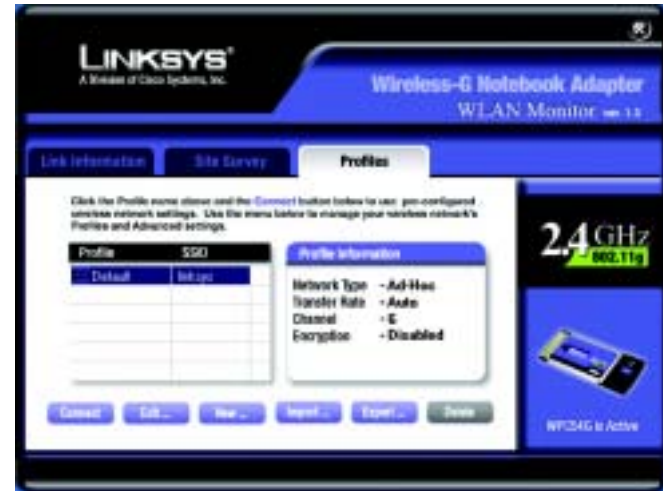 LINKSYS®
A Division of Cisco Systems, Inc.
Wireless-G Notebook Adapter
WLAN Monitor ver. 1.0
Link Information
Site Survey
Profiles
Click the Profile name above and the Connect button below to use pre-configured
wireless network settings. Use the menu below to manage your wireless network's
Profiles and Advanced settings.
Profile
SSID
Default
linksys
Profile Information
Network Type - Ad-Hoc
Transfer Rate - Auto
Channel - 6
Encryption - Disabled
2.4 GHz
802.11g
Connect
Edit...
New...
Import...
Export...
Delete
WPC54G is Active